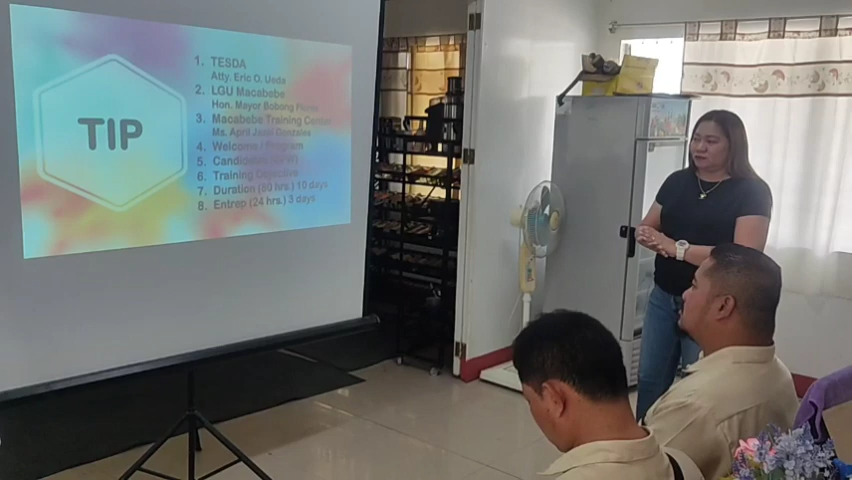 TIP
1. TESDA
Atty. Eric O. Ueda
2. LGU Macabebe
Hon. Mayor Bobong
3. Macabebe Training Center
Ms. April Gonzales
4. Welcome / Program
5. Candidates
6. Training Objective
7. Duration (80 hrs.) 10 days
8. Entrep (24 hrs.) 3 days